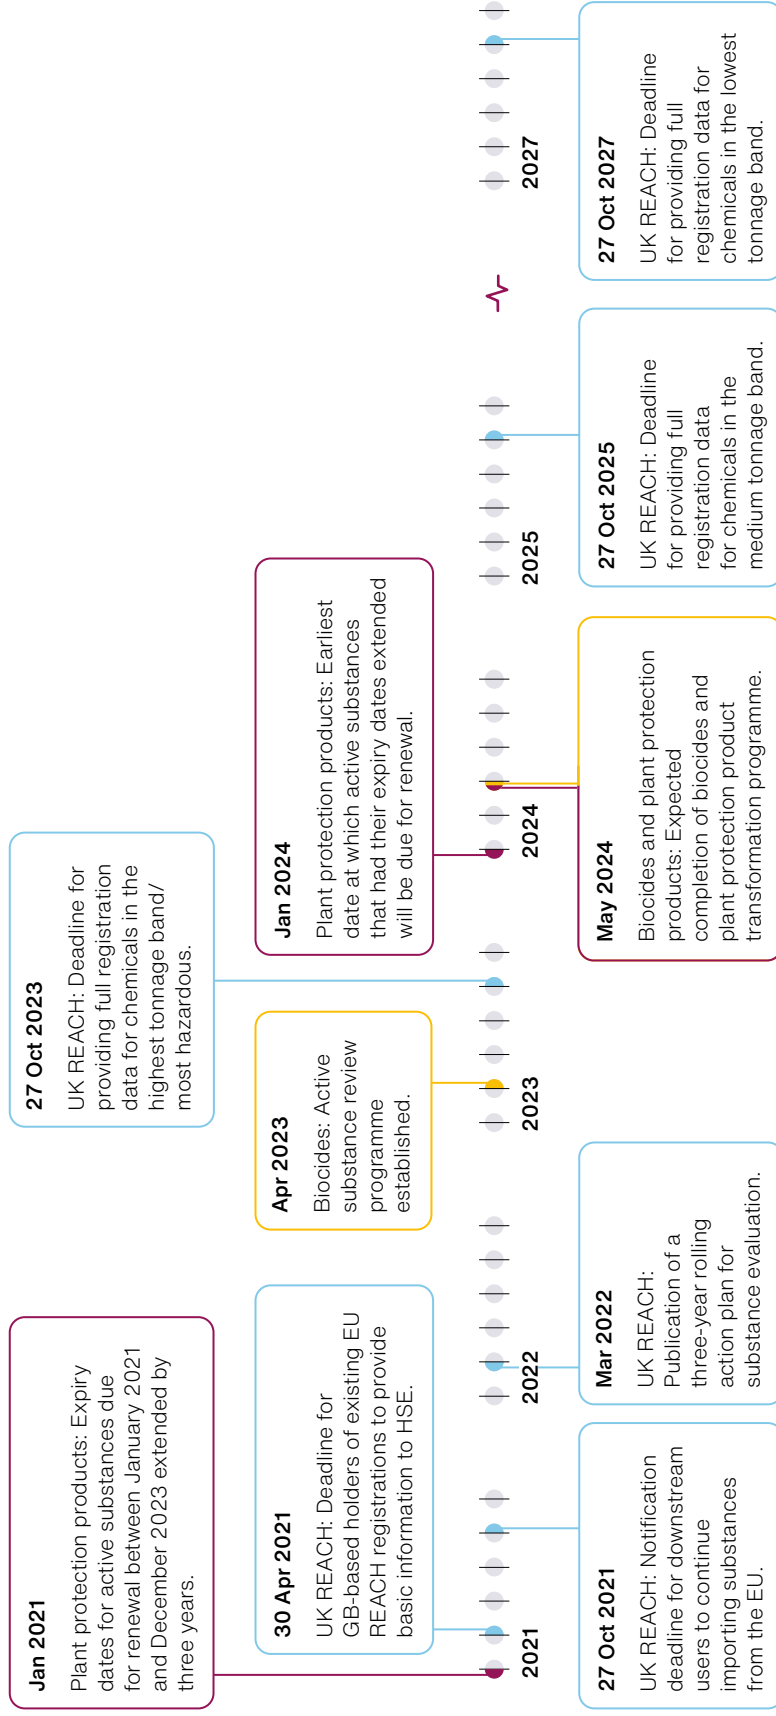 Jan 2021
Plant protection products: Expiry
dates for active substances due
for renewal between January 2021
and December 2023 extended by
three years.
27 Oct 2023
UK REACH: Deadline for
providing full registration
data for chemicals in the
highest tonnage band/
most hazardous.
30 Apr 2021
UK REACH: Deadline for
GB-based holders of existing EU
REACH registrations to provide
basic information to HSE.
Apr 2023
Biocides: Active
substance review
programme
established.
Jan 2024
Plant protection products: Earliest
date at which active substances
that had their expiry dates extended
will be due for renewal.
2021
2022
2023
2024
2025
2027
27 Oct 2021
UK REACH: Notification
deadline for downstream
users to continue
importing substances
from the EU.
Mar 2022
UK REACH:
Publication of a
three-year rolling
action plan for
substance evaluation.
May 2024
Biocides and plant protection
products: Expected
completion of biocides and
plant protection product
transformation programme.
27 Oct 2025
UK REACH: Deadline
for providing full
registration data
for chemicals in the
medium tonnage band.
27 Oct 2027
UK REACH: Deadline
for providing full
registration data for
chemicals in the lowest
tonnage band.